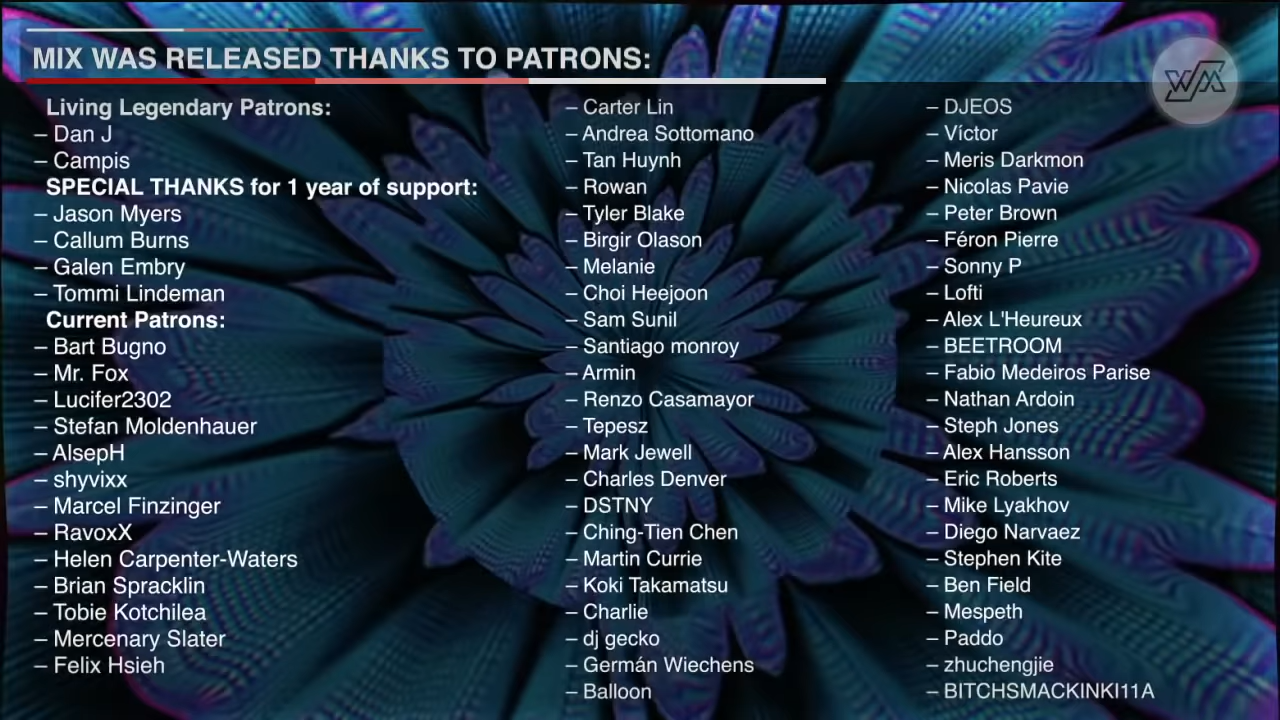 MIX WAS RELEASED THANKS TO PATRONS:
WM
Living Legendary Patrons:
– Dan J
– Campis
SPECIAL THANKS for 1 year of support:
– Jason Myers
– Callum Burns
– Galen Embry
– Tommi Lindeman
Current Patrons:
– Bart Bugno
– Mr. Fox
– Lucifer2302
– Stefan Moldenhauer
– AlsepH
– shyvixx
– Marcel Finzinger
– RavoxX
– Helen Carpenter-Waters
– Brian Spracklin
– Tobie Kotchilea
– Mercenary Slater
– Felix Hsieh
– Carter Lin
– Andrea Sottomano
– Tan Huynh
– Rowan
– Tyler Blake
– Birgir Olason
– Melanie
– Choi Heejoon
– Sam Sunil
– Santiago monroy
– Armin
– Renzo Casamayor
– Tepesz
– Mark Jewell
– Charles Denver
– DSTNY
– Ching-Tien Chen
– Martin Currie
– Koki Takamatsu
– Charlie
– dj gecko
– Germán Wiechens
– Balloon
– DJEOS
– Víctor
– Meris Darkmon
– Nicolas Pavie
– Peter Brown
– Féron Pierre
– Sonny P
– Lofti
– Alex L'Heureux
– BEETROOM
– Fabio Medeiros Parise
– Nathan Ardoin
– Steph Jones
– Alex Hansson
– Eric Roberts
– Mike Lyakhov
– Diego Narvaez
– Stephen Kite
– Ben Field
– Mespeth
– Paddo
– zhuchengjie
– BITCHSMACKINKI11A